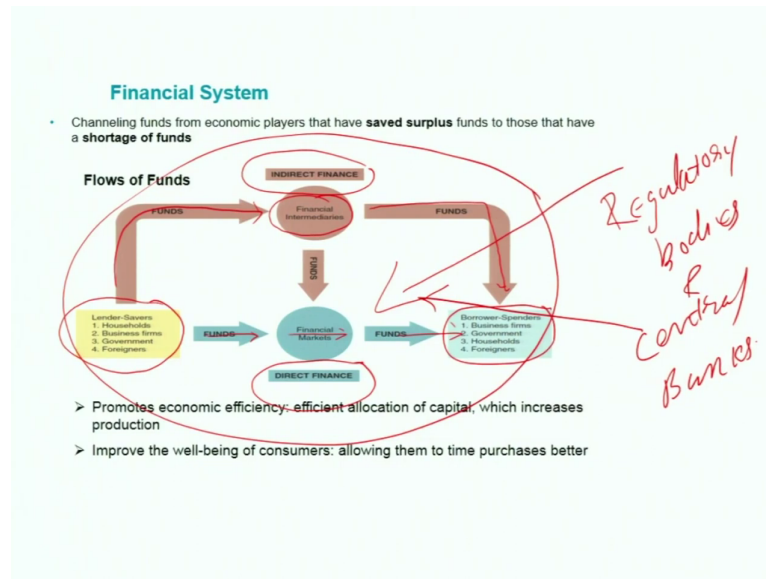 Financial System
• Channeling funds from economic players that have saved surplus funds to those that have
a shortage of funds
Flows of Funds
INDIRECT FINANCE
Financial
Intermediaries
FUNDS
FUNDS
FUNDS
Lender-Savers
1. Households
2. Business firms
3. Government
4. Foreigners
FUNDS
Financial
Markets
FUNDS
Borrower-Spenders
1. Business firms
2. Government
3. Households
4. Foreigners
DIRECT FINANCE
➤ Promotes economic efficiency: efficient allocation of capital, which increases
production
➤ Improve the well-being of consumers: allowing them to time purchases better
Regulatory
bodies
&
Central
Banks.